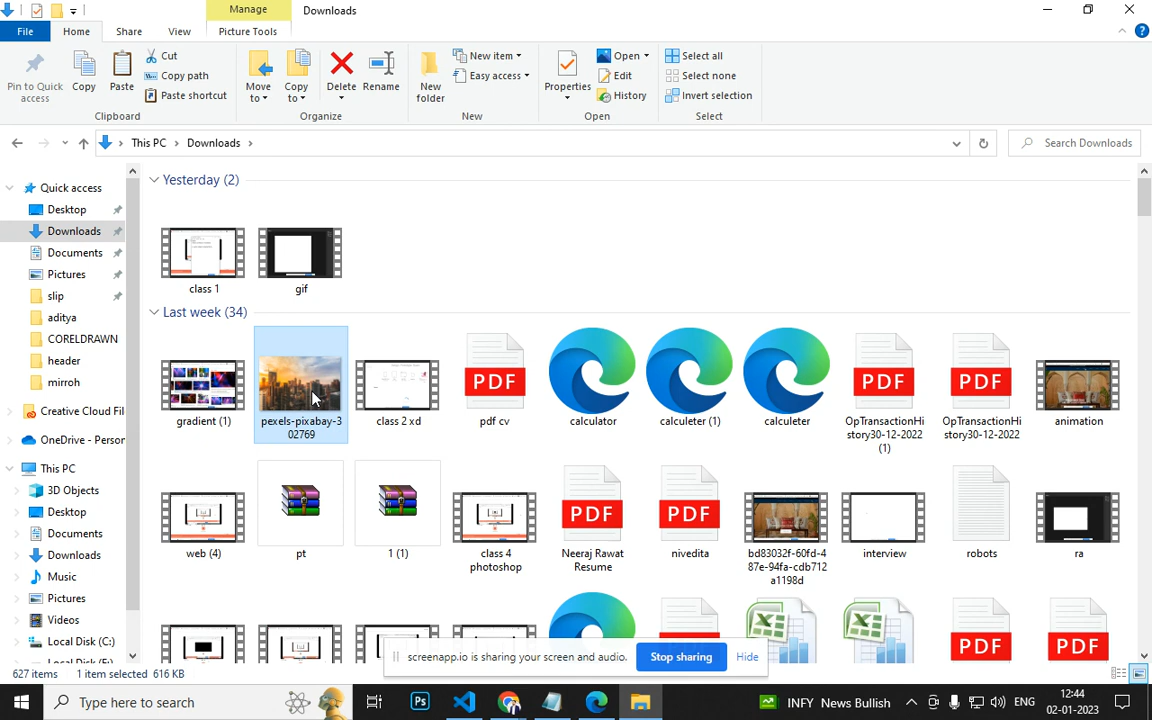 Manage
Downloads
File
Home
Share
View
Picture Tools
Pin to Quick access
Copy
Paste
Cut
Copy path
Paste shortcut
Clipboard
Move to
Copy to
Delete
Rename
Organize
New folder
New item
Easy access
New
Properties
Open
Edit
History
Open
Select all
Select none
Invert selection
Select
This PC
Downloads
Search Downloads
Quick access
Desktop
Downloads
Documents
Pictures
slip
aditya
CORELDRAWN
header
mirroh
Creative Cloud Fil
OneDrive - Person
This PC
3D Objects
Desktop
Documents
Downloads
Music
Pictures
Videos
Local Disk (C:)
Yesterday (2)
class 1
gif
Last week (34)
gradient (1)
pexels-pixabay-3
02769
class 2 xd
PDF
pdf cv
calculator
calculeter (1)
calculeter
PDF
OpTransactionHi
story30-12-2022
(1)
PDF
OpTransactionHi
story30-12-2022
animation
web (4)
pt
1 (1)
class 4
photoshop
PDF
Neeraj Rawat
Resume
PDF
nivedita
bd83032f-60fd-4
87e-94fa-cdb712
a1198d
interview
robots
ra
PDF
PDF
screenapp.io is sharing your screen and audio.
Stop sharing
Hide
627 items
1 item selected 616 KB
Type here to search
Ps
INFY
News Bullish
ENG
12:44
02-01-2023